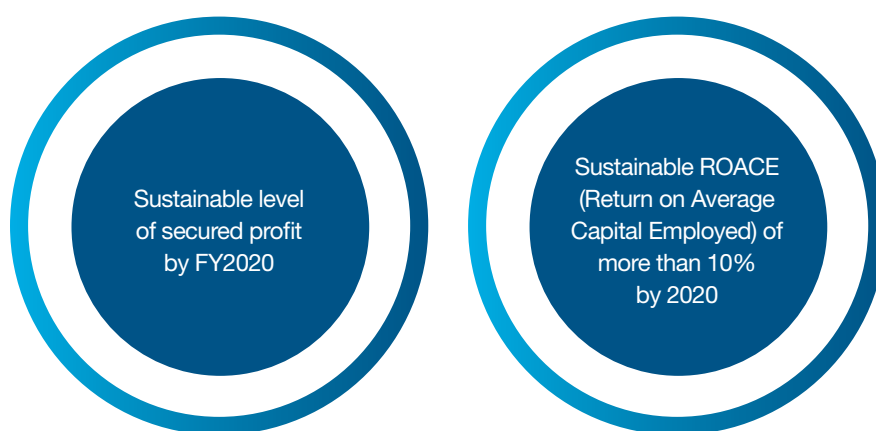 Sustainable level
of secured profit
by FY2020
Sustainable ROACE
(Return on Average
Capital Employed) of
more than 10%
by 2020